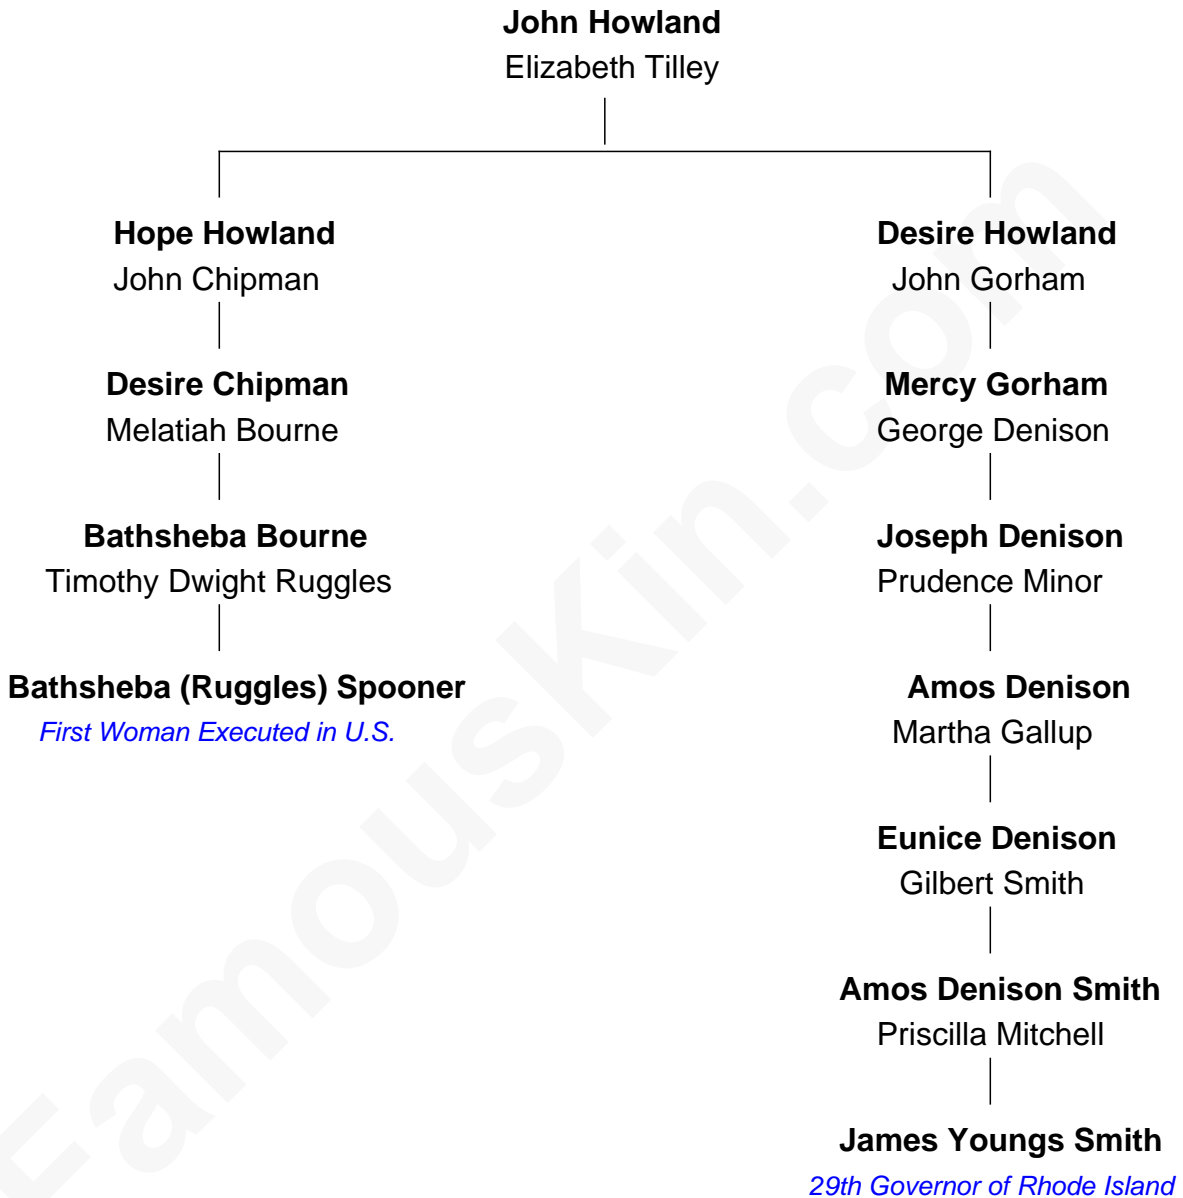 John Howland
Elizabeth Tilley
Hope Howland
John Chipman
Desire Howland
John Gorham
Desire Chipman
Melatiah Bourne
Mercy Gorham
George Denison
Bathsheba Bourne
Timothy Dwight Ruggles
Joseph Denison
Prudence Minor
Bathsheba (Ruggles) Spooner
First Woman Executed in U.S.
Amos Denison
Martha Gallup
Eunice Denison
Gilbert Smith
Amos Denison Smith
Priscilla Mitchell
James Youngs Smith
29th Governor of Rhode Island
FamousKin.com